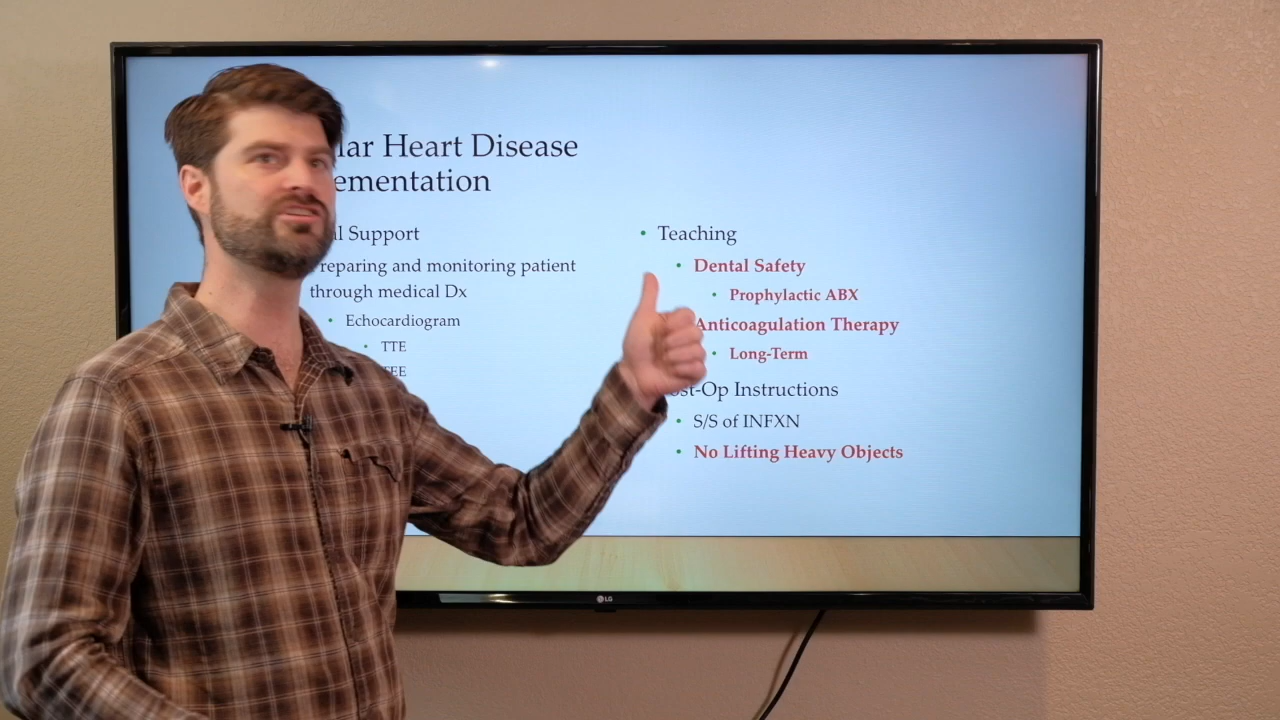 lar Heart Disease
ementation
l Support
reparing and monitoring patient
through medical Dx
• Echocardiogram
• TTE
EE
• Teaching
• Dental Safety
• Prophylactic ABX
Anticoagulation Therapy
• Long-Term
st-Op Instructions
• S/S of INFXN
• No Lifting Heavy Objects
LG